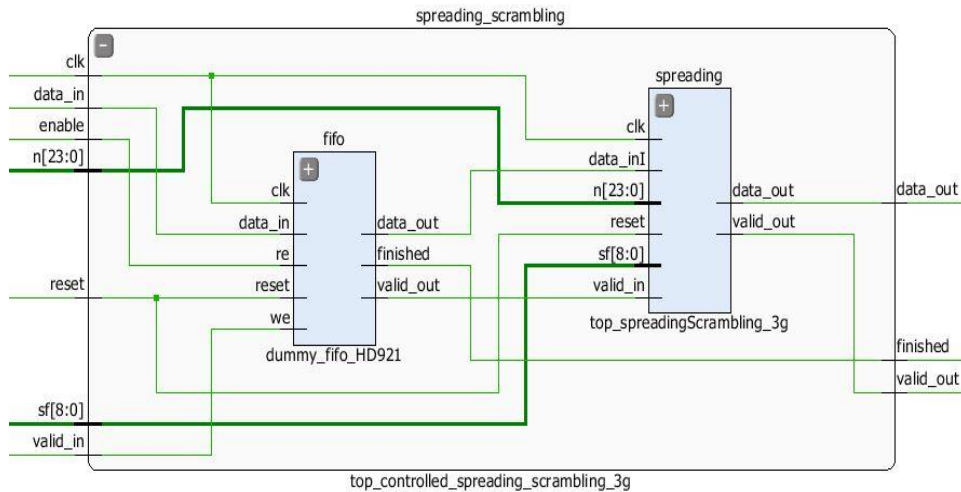 spreading_scrambling
clk
data_in
enable
n[23:0]
reset
sf[8:0]
valid_in
fifo
clk
data_in
re
reset
we
data_out
finished
valid_out
dummy_fifo_HD921
spreading
clk
data_inI
n[23:0]
reset
sf[8:0]
valid_in
data_out
valid_out
top_spreadingScrambling_3g
data_out
finished
valid_out
top_controlled_spreading_scrambling_3g